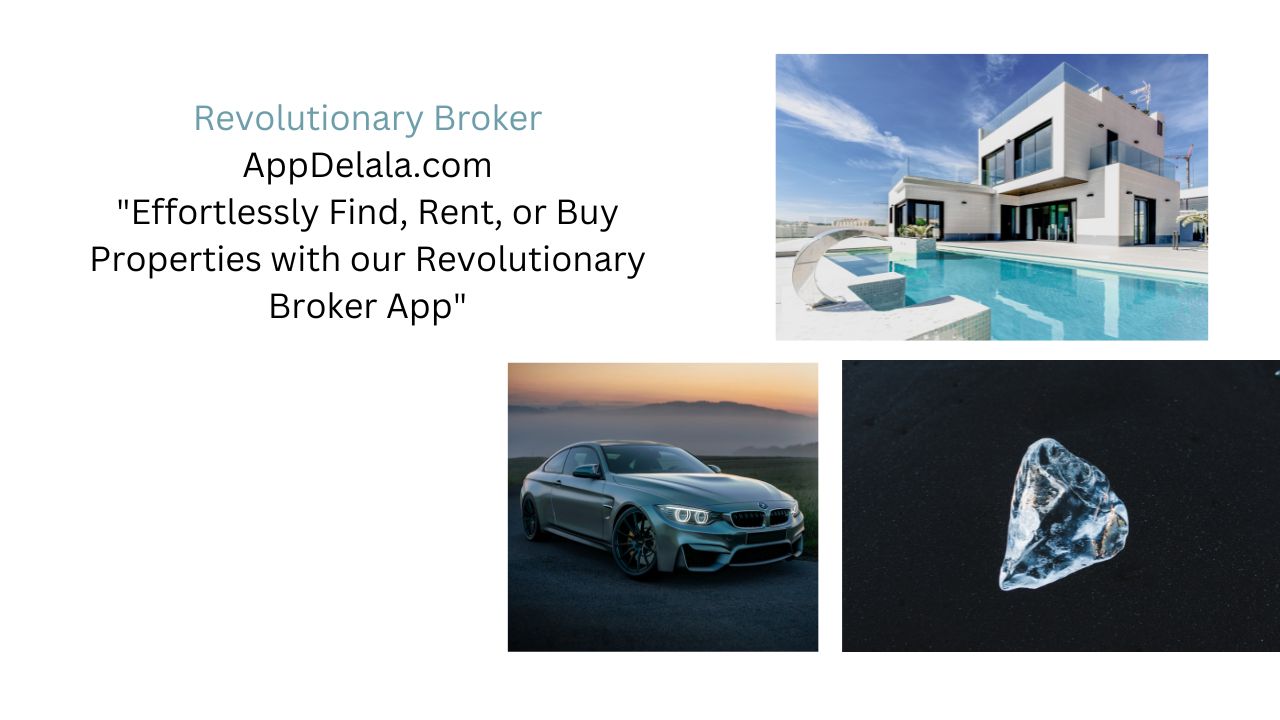 Revolutionary Broker
AppDelala.com
"Effortlessly Find, Rent, or Buy
Properties with our Revolutionary
Broker App"